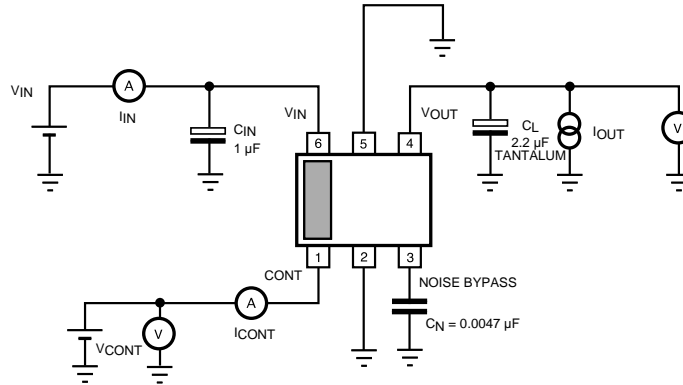 VIN
A
IIN
CIN
1 µF
VIN
6
5
4
VOUT
CL
2.2 µF
TANTALUM
IOUT
V
1
2
3
CONT
NOISE BYPASS
CN = 0.0047 µF
A
ICONT
VCONT
V